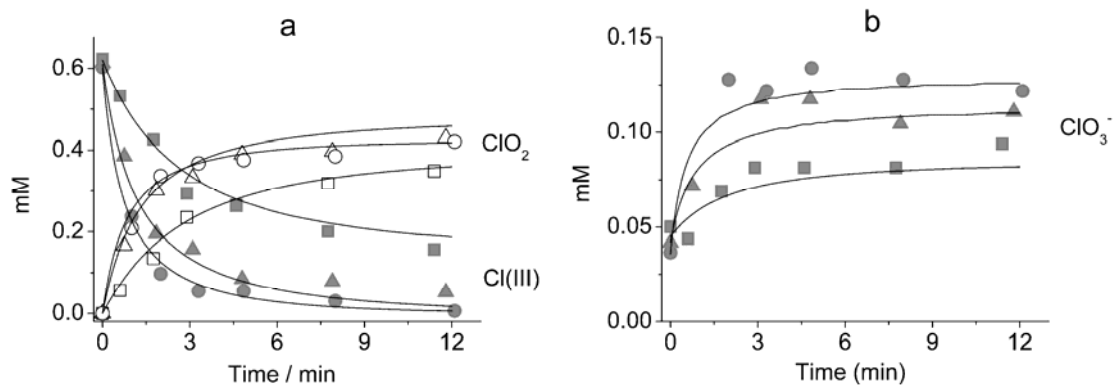 a
0.6
0.4
0.2
0.0
mM
0 3 6 9 12
Time / min
ClO₂
Cl(III)
b
0.15
0.10
0.05
0.00
mM
0 3 6 9 12
Time (min)
ClO₃⁻